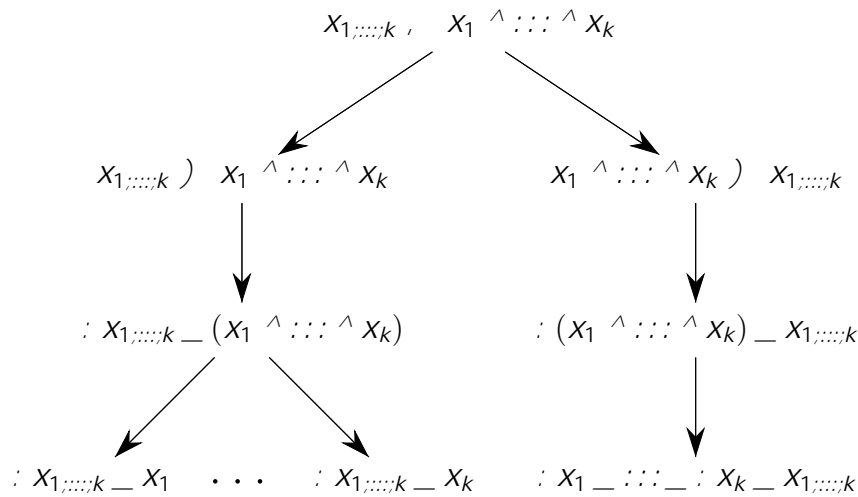 x1;:::;k , x1 ^ ::: ^ xk
x1;:::;k ) x1 ^ ::: ^ xk x1 ^ ::: ^ xk ) x1;:::;k
: x1;:::;k _ (x1 ^ ::: ^ xk) : (x1 ^ ::: ^ xk) _ x1;:::;k
: x1;:::;k _ x1 · · · : x1;:::;k _ xk : x1 _ ::: _ : xk _ x1;:::;k